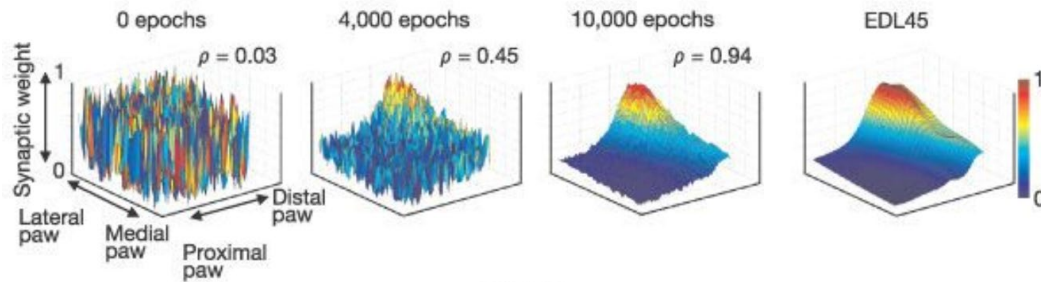 0 epochs
4,000 epochs
10,000 epochs
EDL45
ρ = 0.03
ρ = 0.45
ρ = 0.94
Synaptic weight
1
0
Lateral
paw
Medial
paw
Proximal
paw
Distal
paw
1
0